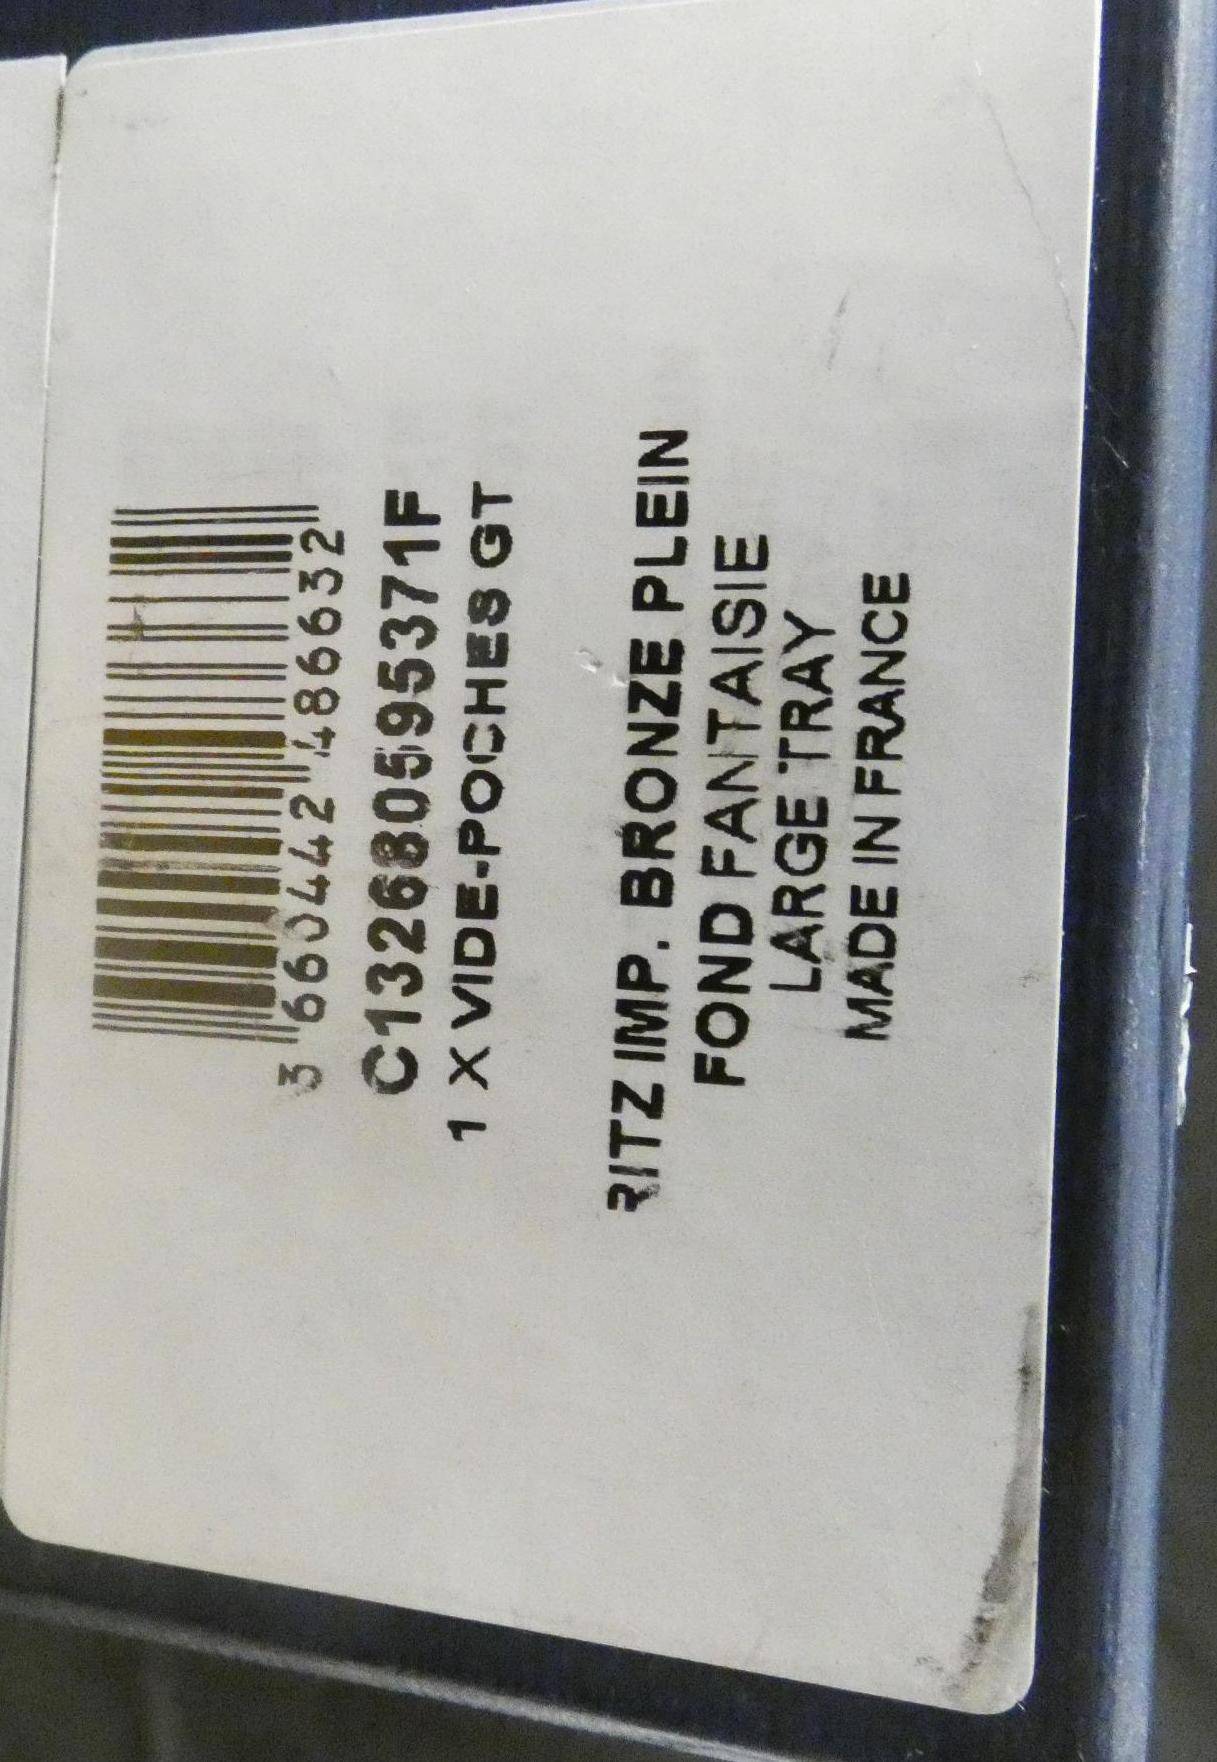 3 660442 486632
C132680595371F
1 X VIDE-POCHES GT
RITZ IMP. BRONZE PLEIN
FOND FANTAISIE
LARGE TRAY
MADE IN FRANCE